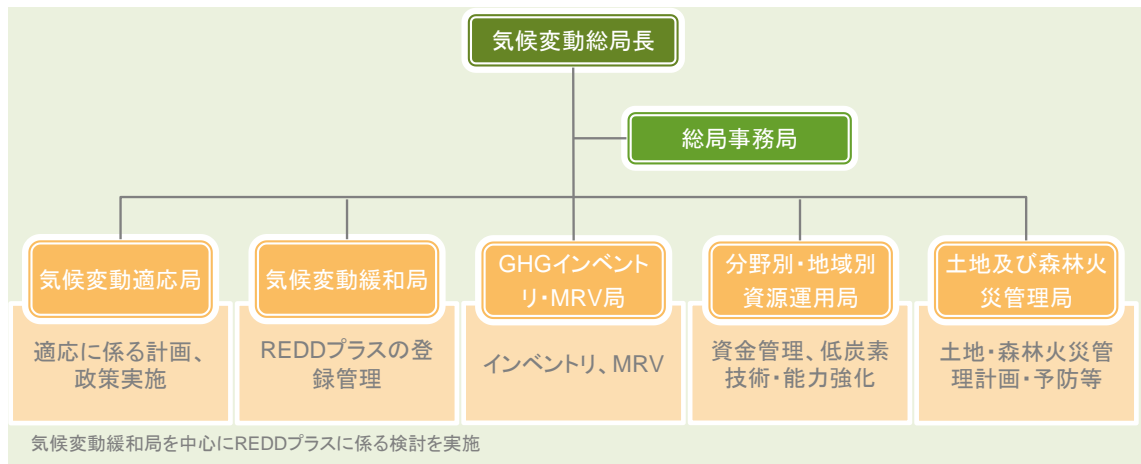 気候変動総局長
総局事務局
気候変動適応局
適応に係る計画、
政策実施
気候変動緩和局
REDDプラスの登
録管理
GHGインベント
リ・MRV局
インベントリ、MRV
分野別・地域別
資源運用局
資金管理、低炭素
技術・能力強化
土地及び森林火
災管理局
土地・森林火災管
理計画・予防等
気候変動緩和局を中心にREDDプラスに係る検討を実施